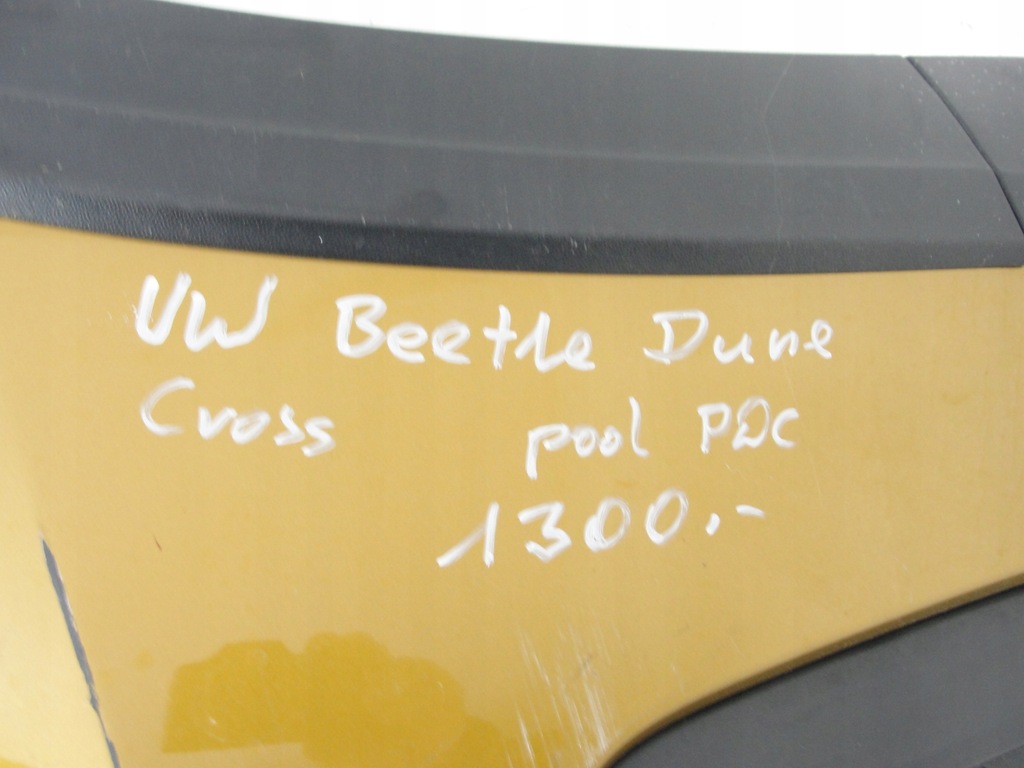 VW Beetle Dune
Cross pool PDC
1300.-